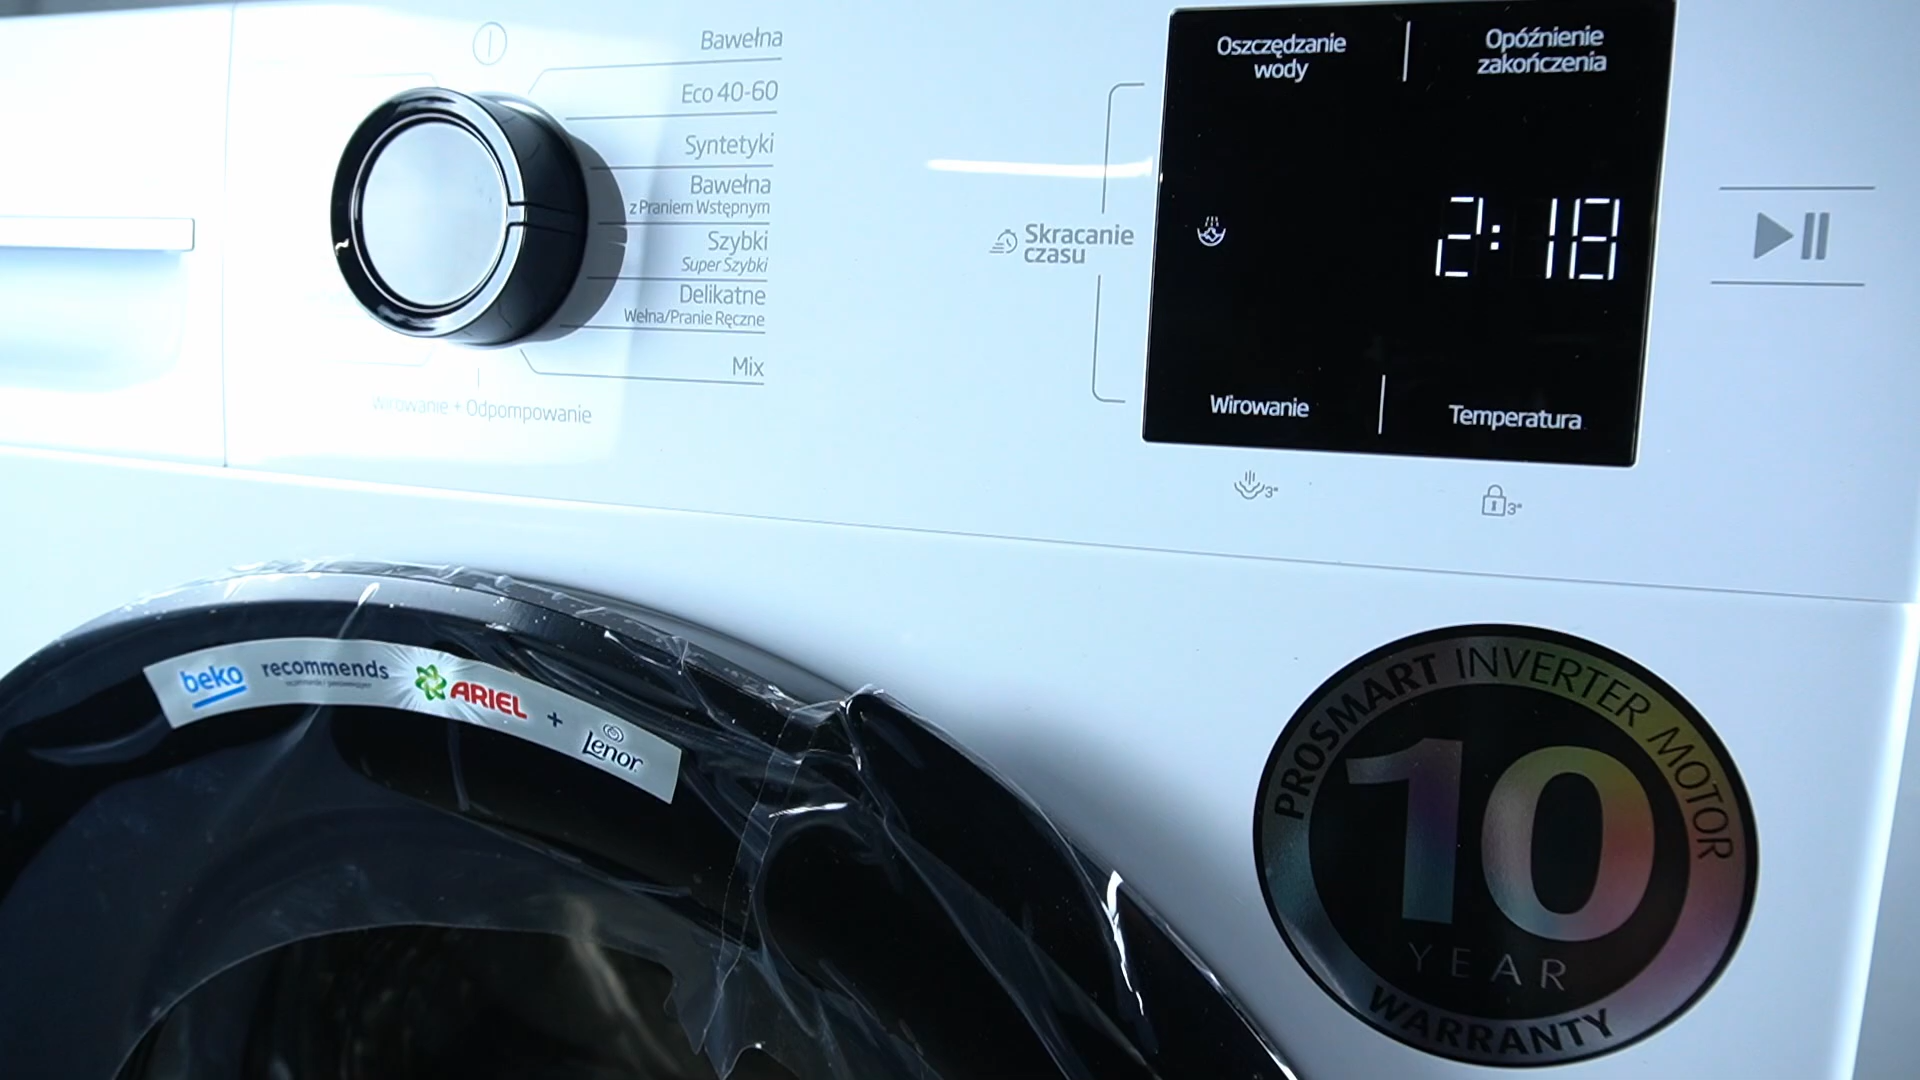 Bawełna
Eco 40-60
Syntetyki
Bawełna
z Praniem Wstępnym
Szybki
Super Szybki
Delikatne
Wełna/Pranie Ręczne
Mix
Wirowanie + Odpompowanie
Skracanie
czasu
Oszczędzanie
wody
Opóźnienie
zakończenia
2:18
Wirowanie
Temperatura
3"
3"
beko recommends ARIEL + Lenor
PROSMART INVERTER MOTOR
10
YEAR
WARRANTY